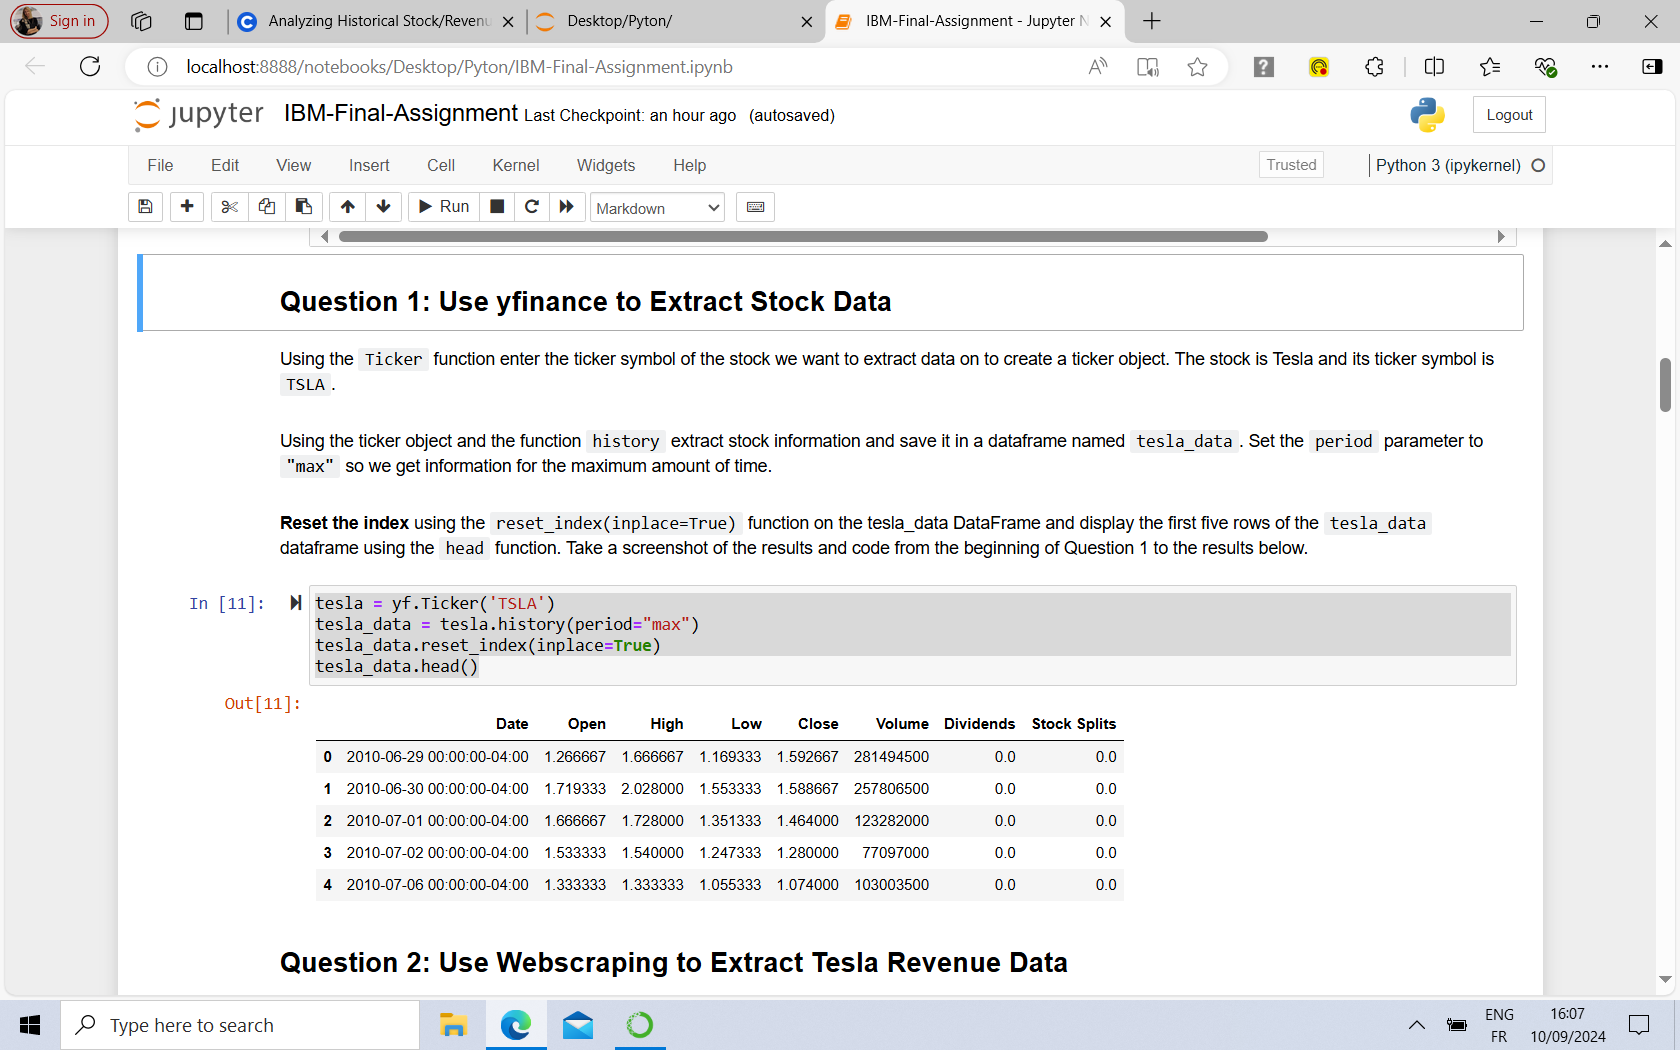 Sign in
Analyzing Historical Stock/Revenu
Desktop/Pyton/
IBM-Final-Assignment - Jupyter N
localhost:8888/notebooks/Desktop/Pyton/IBM-Final-Assignment.ipynb
jupyter IBM-Final-Assignment Last Checkpoint: an hour ago (autosaved)
Logout
File Edit View Insert Cell Kernel Widgets Help
Trusted
Python 3 (ipykernel)
Run
Markdown
Question 1: Use yfinance to Extract Stock Data
Using the Ticker function enter the ticker symbol of the stock we want to extract data on to create a ticker object. The stock is Tesla and its ticker symbol is
TSLA .
Using the ticker object and the function history extract stock information and save it in a dataframe named tesla_data . Set the period parameter to
"max" so we get information for the maximum amount of time.
Reset the index using the reset_index(inplace=True) function on the tesla_data DataFrame and display the first five rows of the tesla_data
dataframe using the head function. Take a screenshot of the results and code from the beginning of Question 1 to the results below.
In [11]:
tesla = yf.Ticker('TSLA')
tesla_data = tesla.history(period="max")
tesla_data.reset_index(inplace=True)
tesla_data.head()
Out[11]:
Date Open High Low Close Volume Dividends Stock Splits
0 2010-06-29 00:00:00-04:00 1.266667 1.666667 1.169333 1.592667 281494500 0.0 0.0
1 2010-06-30 00:00:00-04:00 1.719333 2.028000 1.553333 1.588667 257806500 0.0 0.0
2 2010-07-01 00:00:00-04:00 1.666667 1.728000 1.351333 1.464000 123282000 0.0 0.0
3 2010-07-02 00:00:00-04:00 1.533333 1.540000 1.247333 1.280000 77097000 0.0 0.0
4 2010-07-06 00:00:00-04:00 1.333333 1.333333 1.055333 1.074000 103003500 0.0 0.0
Question 2: Use Webscraping to Extract Tesla Revenue Data
Type here to search
ENG
FR
16:07
10/09/2024